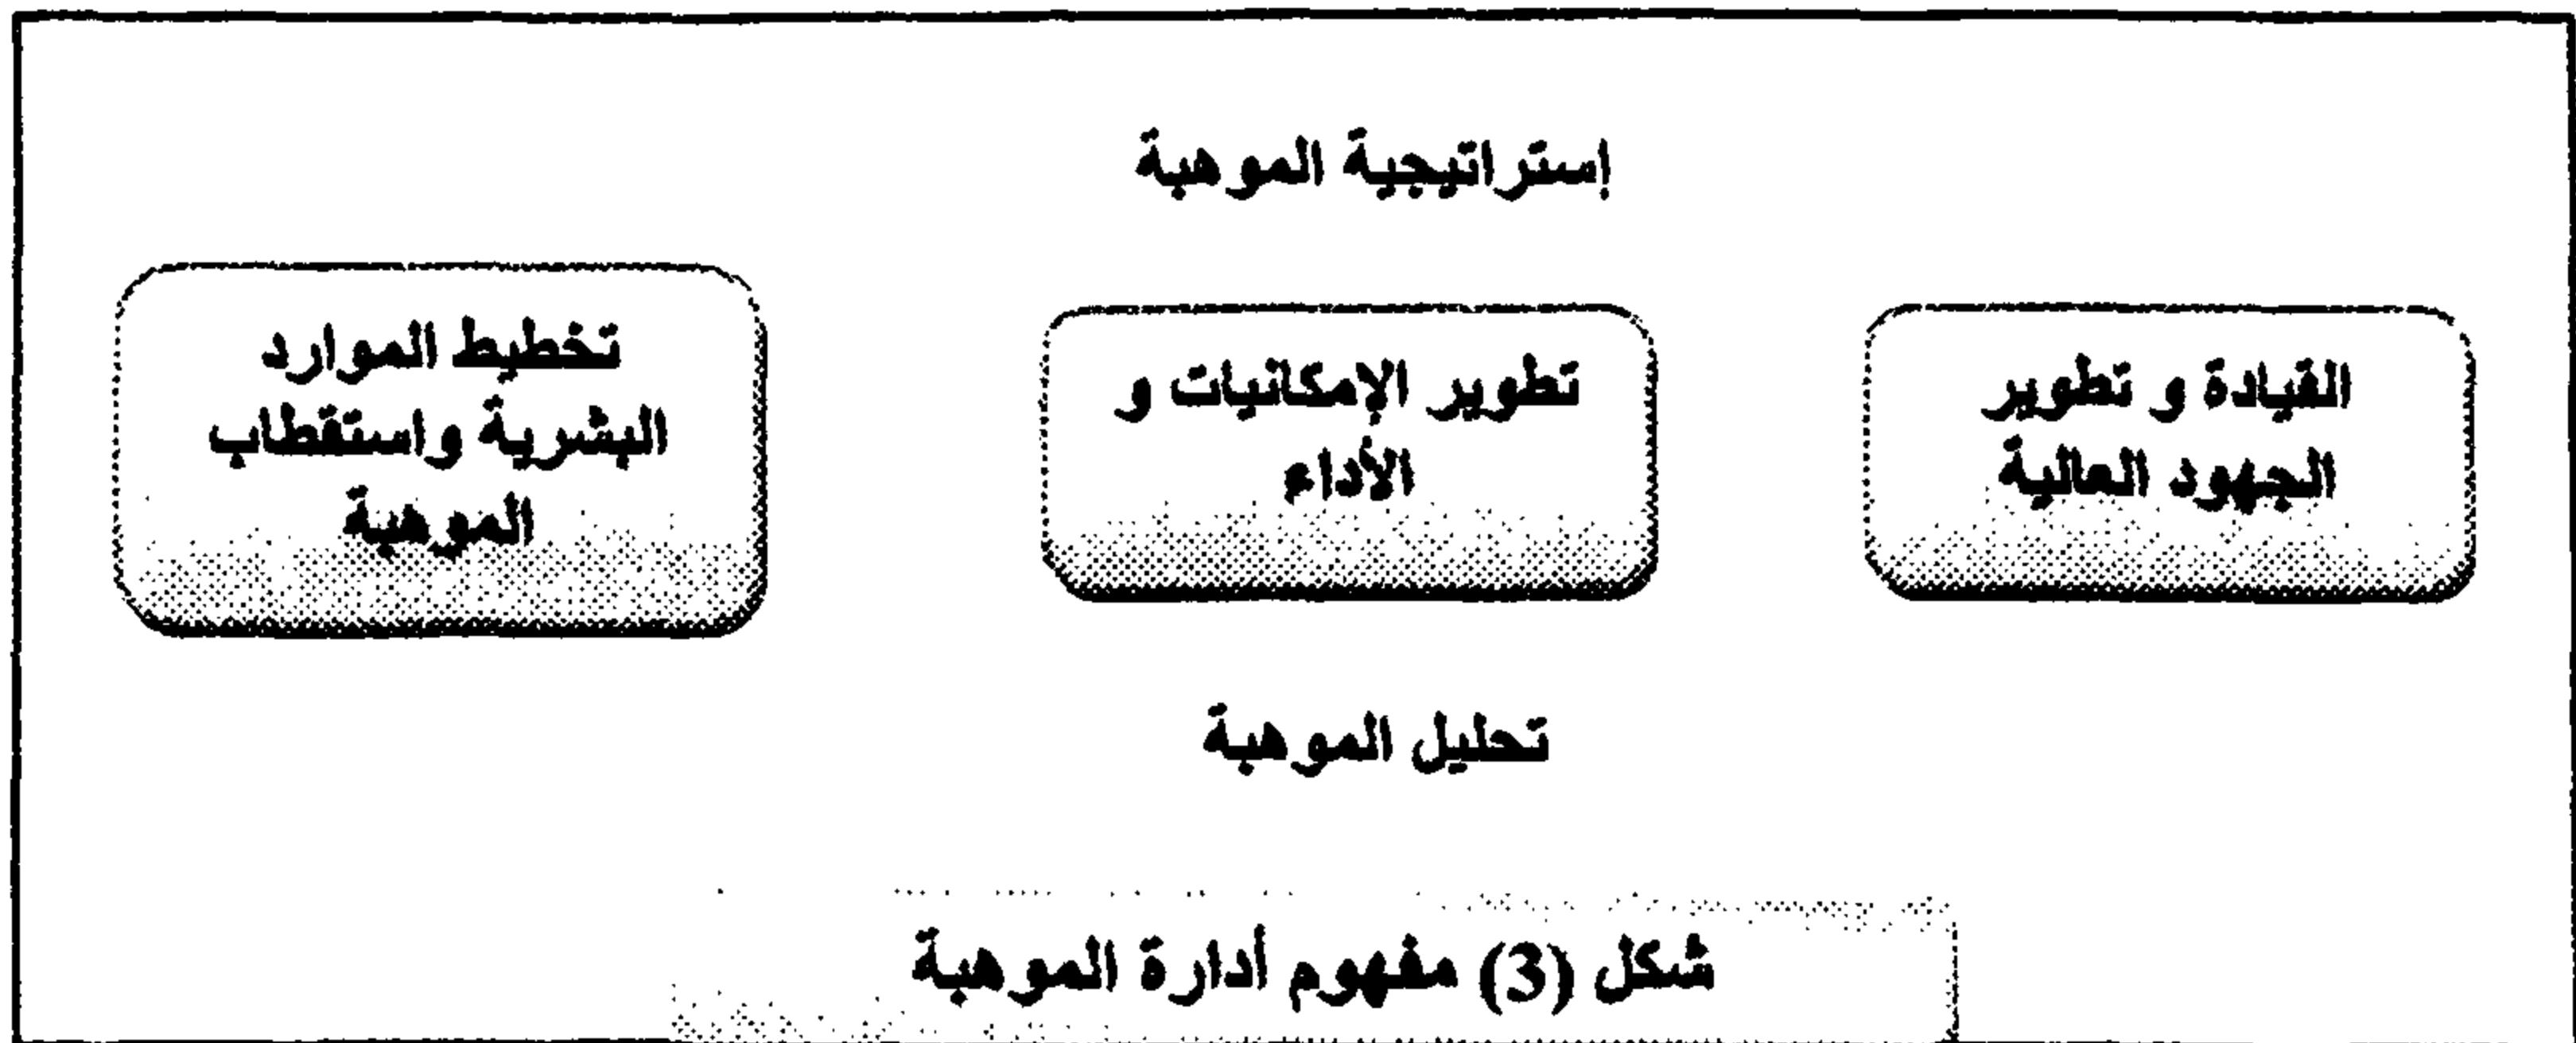 إستراتيجية الموهبة
القيادة و تطوير
الجهود العالية
تطوير الإمكانيات و
الأداء
تخطيط الموارد
البشرية واستقطاب
الموهبة
تحليل الموهبة
شكل (3) مفهوم أدارة الموهبة